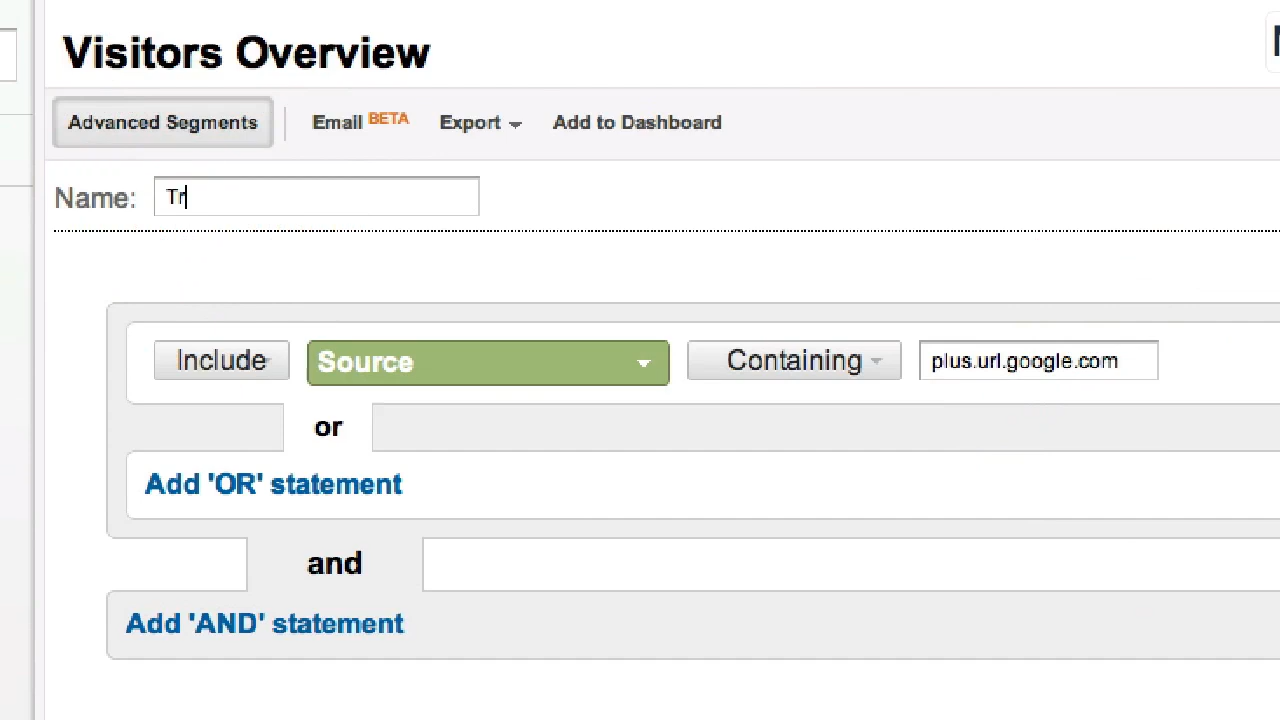 Visitors Overview
Advanced Segments Email BETA Export Add to Dashboard
Name: Tr
Include Source Containing plus.url.google.com
or
Add 'OR' statement
and
Add 'AND' statement